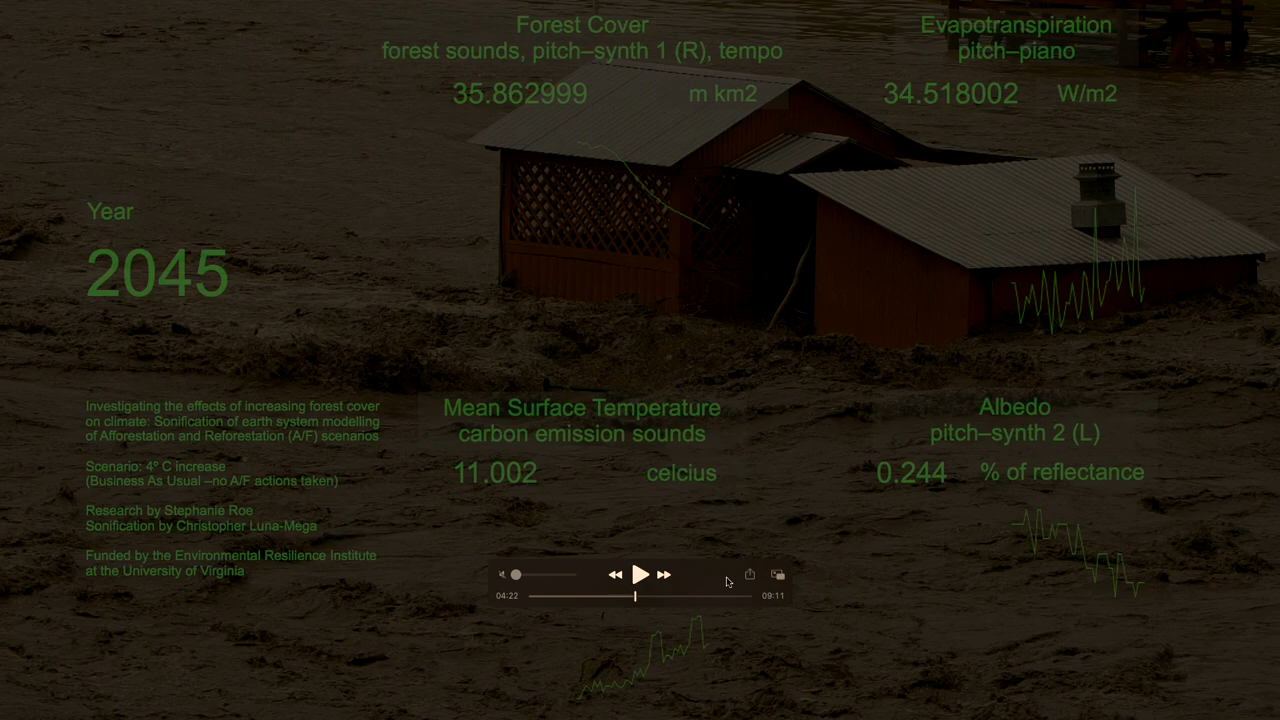 Forest Cover
forest sounds, pitch–synth 1 (R), tempo
35.862999 m km2
Evapotranspiration
pitch–piano
34.518002 W/m2
Year
2045
Investigating the effects of increasing forest cover
on climate: Sonification of earth system modelling
of Afforestation and Reforestation (A/F) scenarios
Scenario: 4º C increase
(Business As Usual –no A/F actions taken)
Research by Stephanie Roe
Sonification by Christopher Luna-Mega
Funded by the Environmental Resilience Institute
at the University of Virginia
Mean Surface Temperature
carbon emission sounds
11.002 celcius
Albedo
pitch–synth 2 (L)
0.244 % of reflectance
04:22 09:11